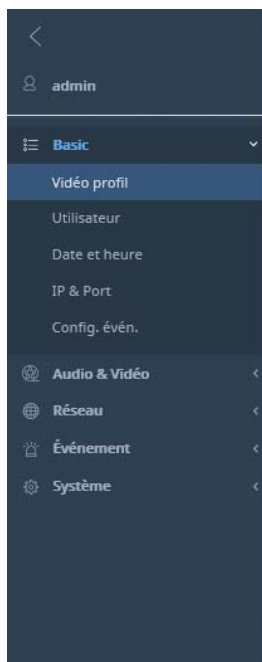 admin
Basic
Vidéo profil
Utilisateur
Date et heure
IP & Port
Config. évén.
Audio & Vidéo
Réseau
Événement
Système